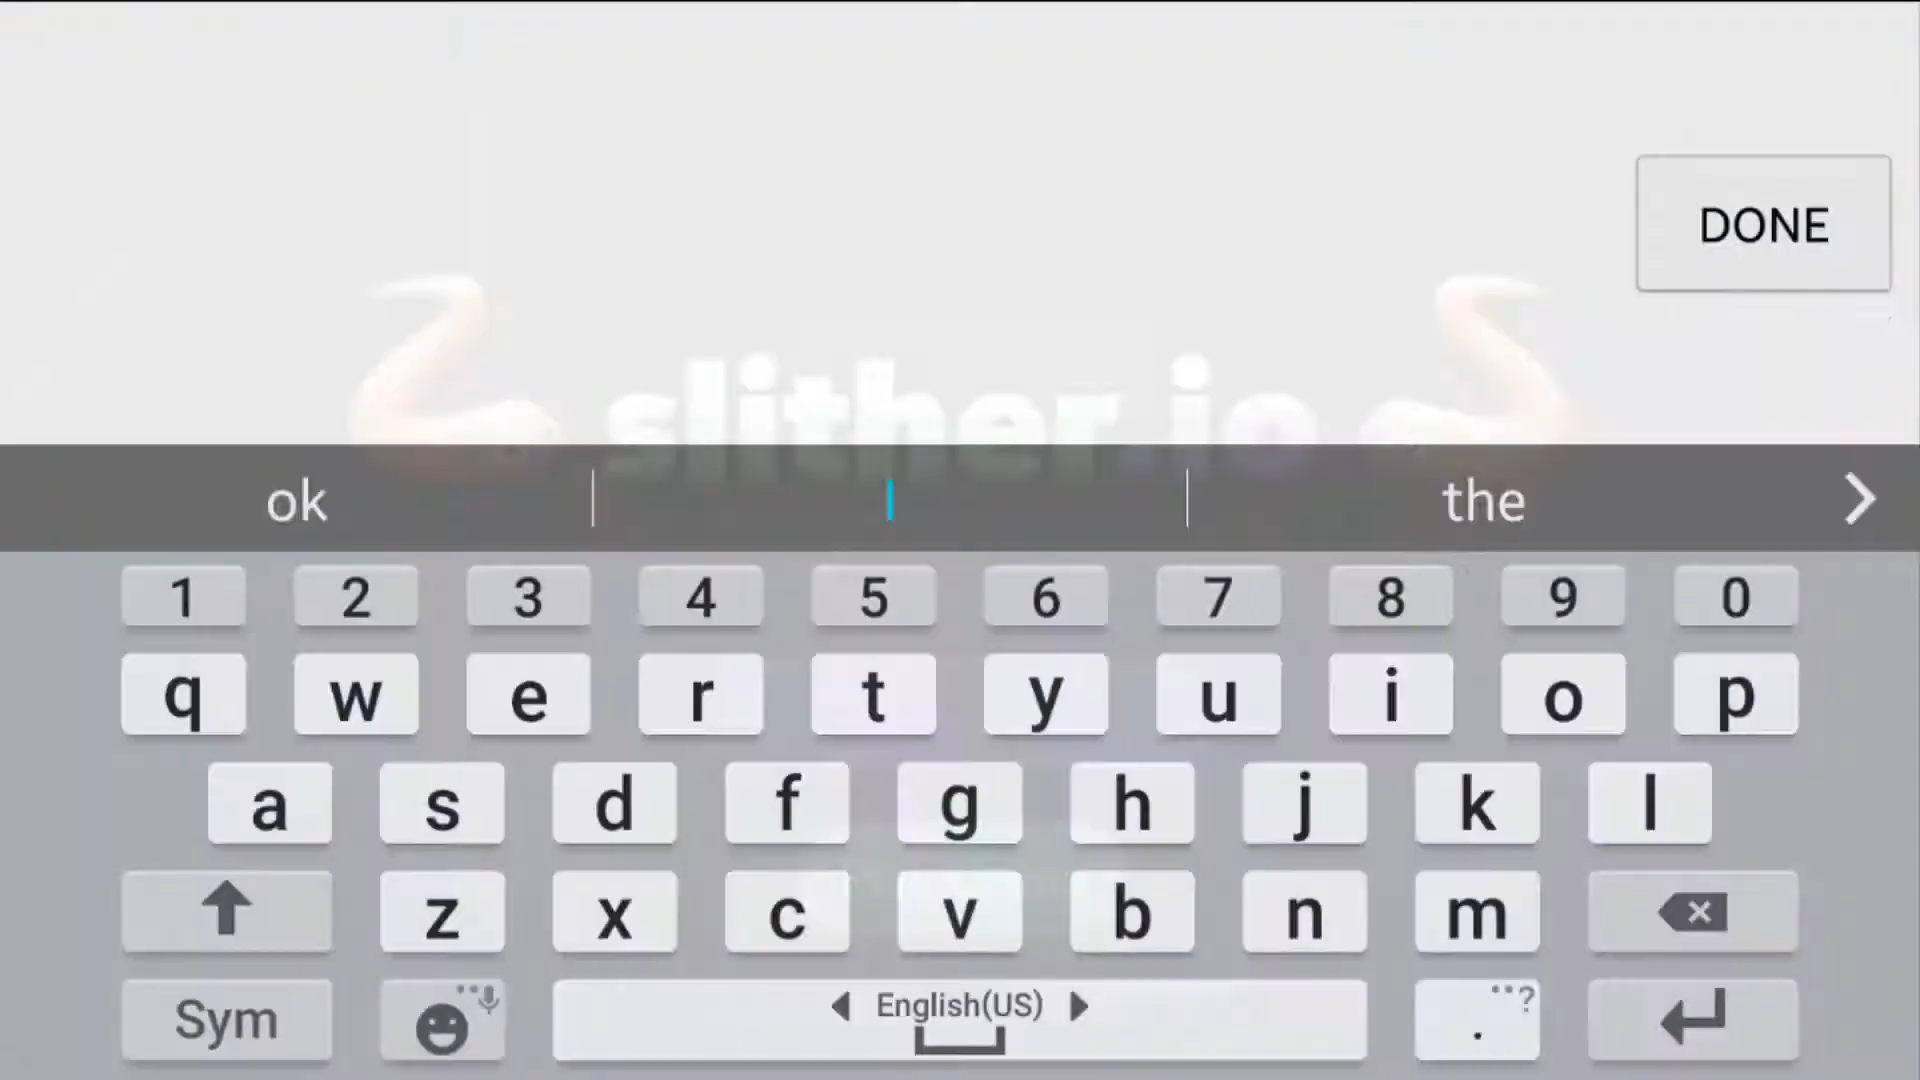 DONE
slither.io
ok I the
1 2 3 4 5 6 7 8 9 0
q w e r t y u i o p
a s d f g h j k l
z x c v b n m
Sym English(US) . ?